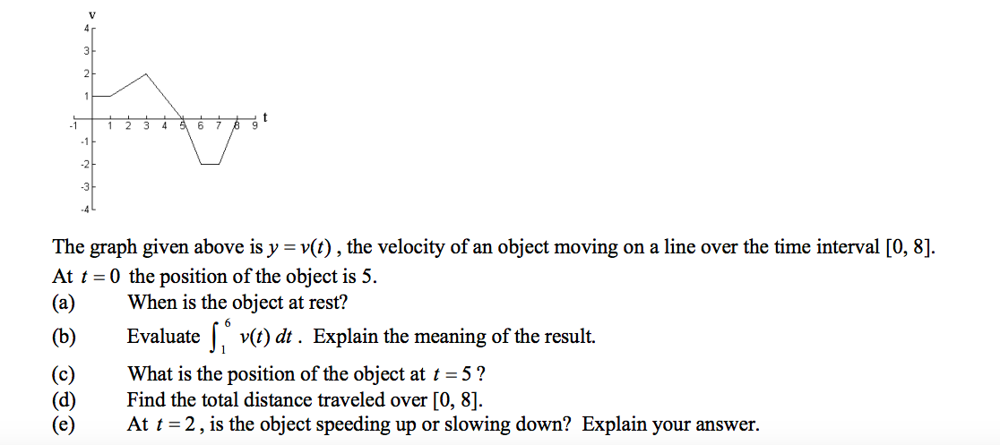 v
4
3
2
1
-1 1 2 3 4 5 6 7 8 9 t
-1
-2
-3
-4
The graph given above is y = v(t) , the velocity of an object moving on a line over the time interval [0, 8].
At t = 0 the position of the object is 5.
(a) When is the object at rest?
(b) Evaluate ∫₁⁶ v(t) dt . Explain the meaning of the result.
(c) What is the position of the object at t = 5 ?
(d) Find the total distance traveled over [0, 8].
(e) At t = 2 , is the object speeding up or slowing down? Explain your answer.